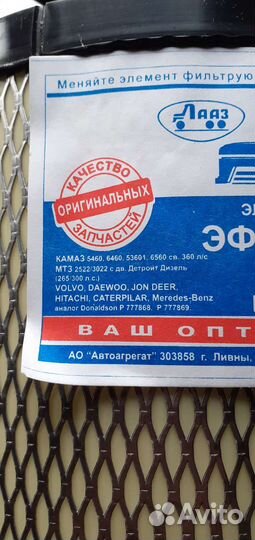 Меняйте элемент фильтрую
ЛААЗ
КАЧЕСТВО
ОРИГИНАЛЬНЫХ
ЗАПЧАСТЕЙ
ЭЛ
ЭФ
КАМАЗ 5460, 6460, 53601, 6560 св. 360 л/с
МТЗ 2522/3022 с дв. Детроит Дизель
(265-300 л.с.)
VOLVO, DAEWOO, JON DEER,
HITACHI, CATERPILAR, Meredes-Benz
аналог Donaldson P 777868. P 777869.
ВАШ ОПТ
АО "Автоагрегат" 303858 г. Ливны,
Avito